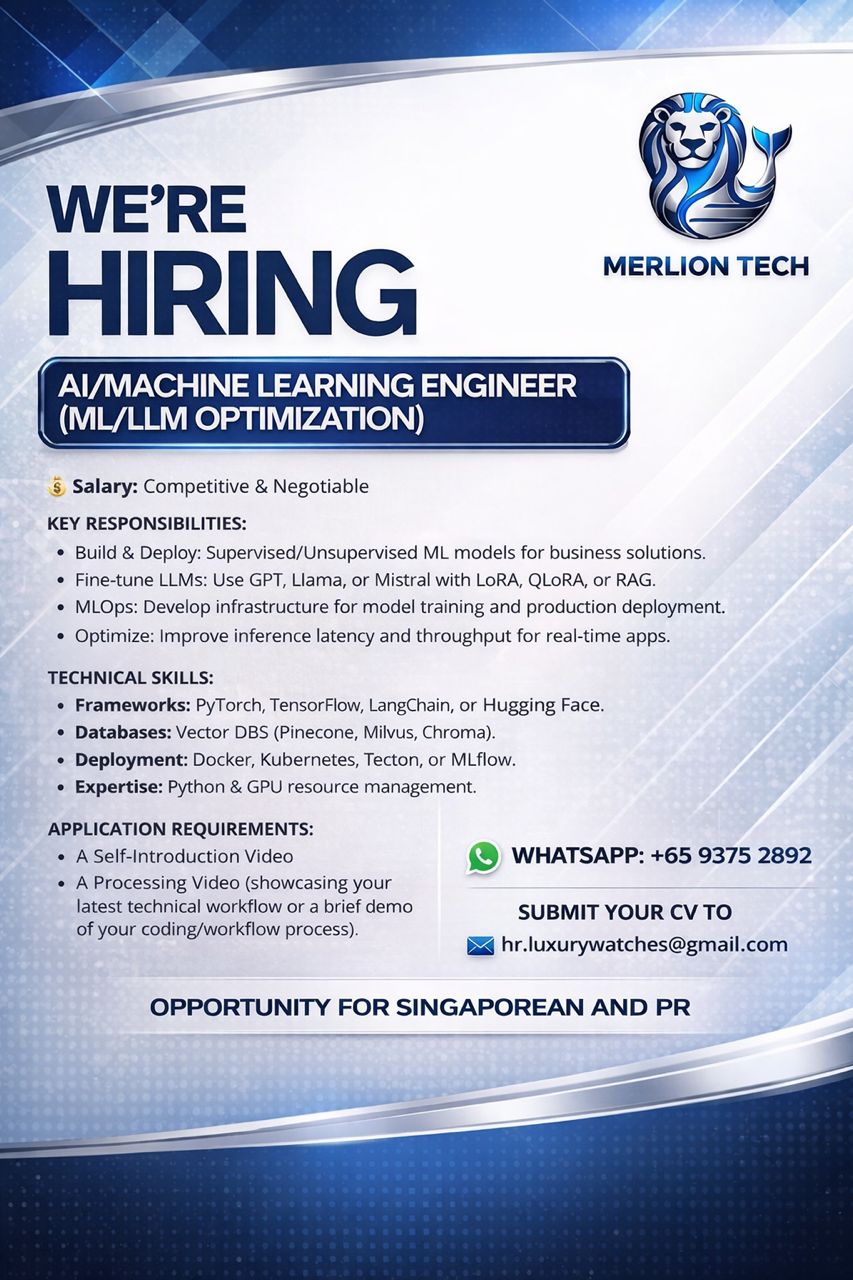 MERLION TECH
WE'RE
HIRING
AI/MACHINE LEARNING ENGINEER
(ML/LLM OPTIMIZATION)
Salary: Competitive & Negotiable
KEY RESPONSIBILITIES:
• Build & Deploy: Supervised/Unsupervised ML models for business solutions.
• Fine-tune LLMs: Use GPT, Llama, or Mistral with LoRA, QLoRA, or RAG.
• MLOps: Develop infrastructure for model training and production deployment.
• Optimize: Improve inference latency and throughput for real-time apps.
TECHNICAL SKILLS:
• Frameworks: PyTorch, TensorFlow, LangChain, or Hugging Face.
• Databases: Vector DBS (Pinecone, Milvus, Chroma).
• Deployment: Docker, Kubernetes, Tecton, or MLflow.
• Expertise: Python & GPU resource management.
APPLICATION REQUIREMENTS:
• A Self-Introduction Video
• A Processing Video (showcasing your
latest technical workflow or a brief demo
of your coding/workflow process).
WHATSAPP: +65 9375 2892
SUBMIT YOUR CV TO
hr.luxurywatches@gmail.com
OPPORTUNITY FOR SINGAPOREAN AND PR